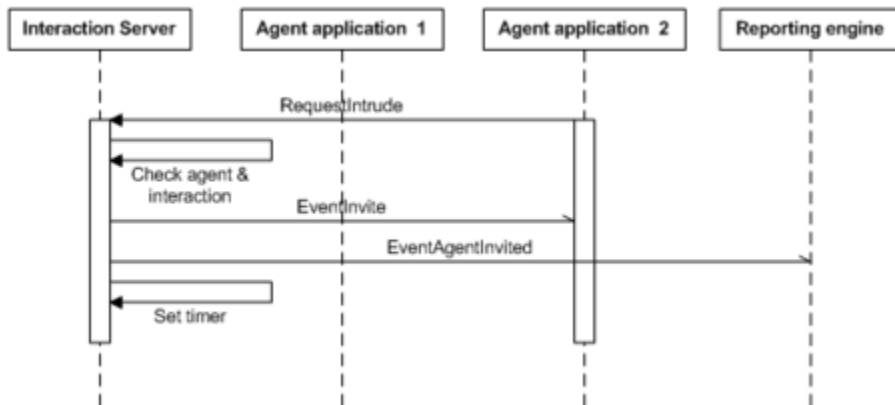 Interaction Server
Agent application 1
Agent application 2
Reporting engine
RequestIntrude
Check agent &
interaction
EventInvite
EventAgentInvited
Set timer